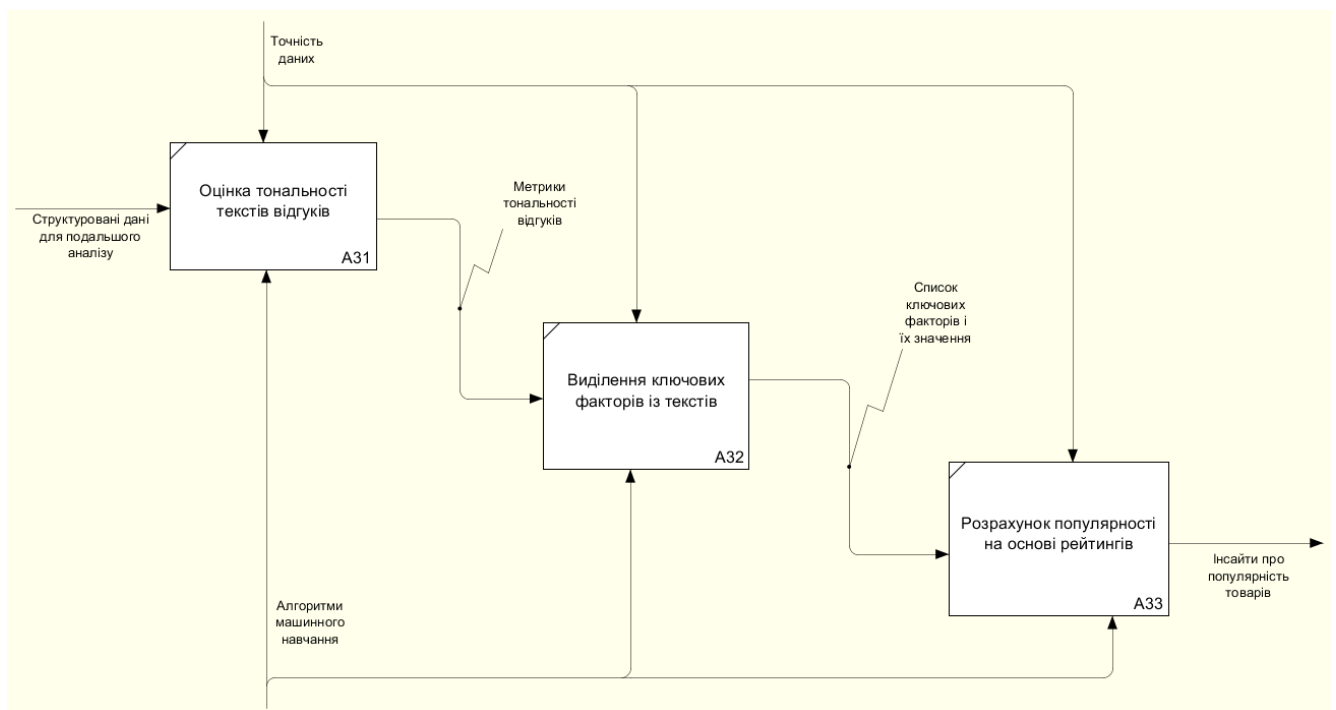 Точність
даних
Оцінка тональності
текстів відгуків
A31
Структуровані дані
для подальшого
аналізу
Метрики
тональності
відгуків
Виділення ключових
факторів із текстів
A32
Список
ключових
факторів і
їх значення
Розрахунок популярності
на основі рейтингів
A33
Інсайти про
популярність
товарів
Алгоритми
машинного
навчання